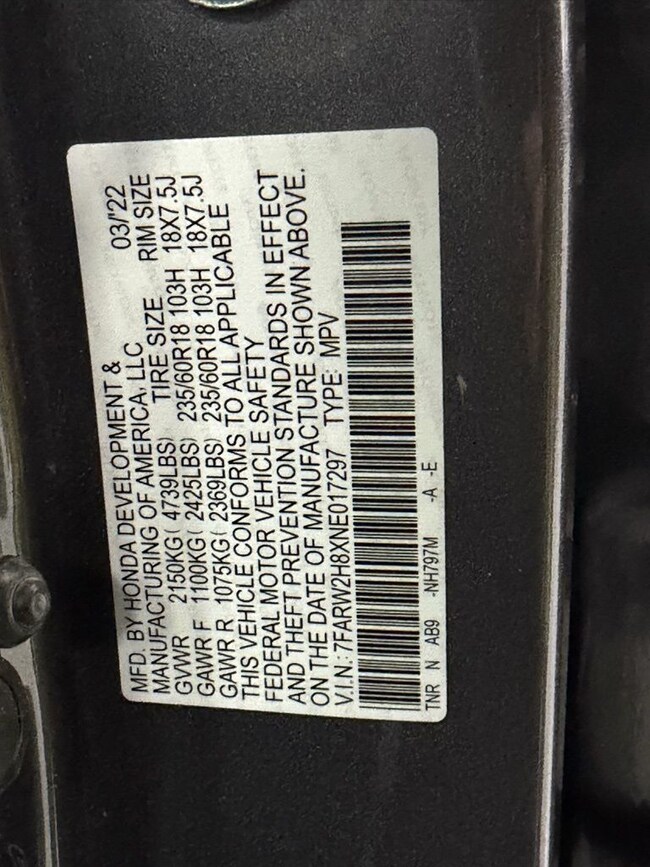 MFD. BY HONDA DEVELOPMENT & 03/'22
MANUFACTURING OF AMERICA, LLC
TIRE SIZE RIM SIZE
GVWR 2150KG ( 4739LBS)
GAWR F 1100KG ( 2425LBS) 235/60R18 103H 18X7.5J
GAWR R 1075KG ( 2369LBS) 235/60R18 103H 18X7.5J
THIS VEHICLE CONFORMS TO ALL APPLICABLE
FEDERAL MOTOR VEHICLE SAFETY
AND THEFT PREVENTION STANDARDS IN EFFECT
ON THE DATE OF MANUFACTURE SHOWN ABOVE.
V.I.N.: 7FARW2H8XNE017297 TYPE: MPV
TNR N AB9 -NH797M -A -E